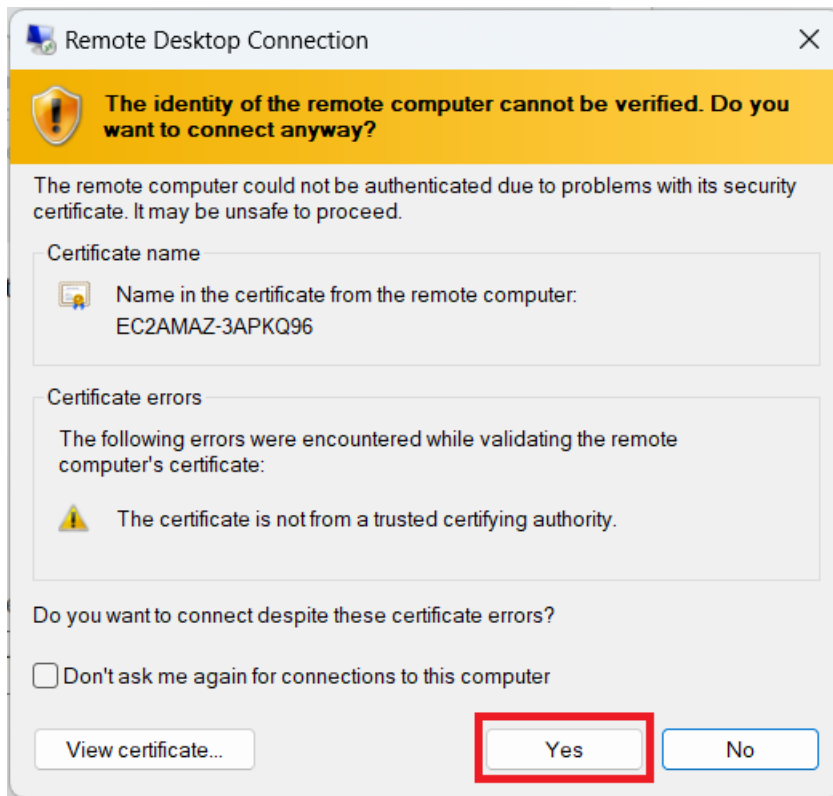 Remote Desktop Connection
The identity of the remote computer cannot be verified. Do you
want to connect anyway?
The remote computer could not be authenticated due to problems with its security
certificate. It may be unsafe to proceed.
Certificate name
Name in the certificate from the remote computer:
EC2AMAZ-3APKQ96
Certificate errors
The following errors were encountered while validating the remote
computer's certificate:
The certificate is not from a trusted certifying authority.
Do you want to connect despite these certificate errors?
Don't ask me again for connections to this computer
View certificate...
Yes
No